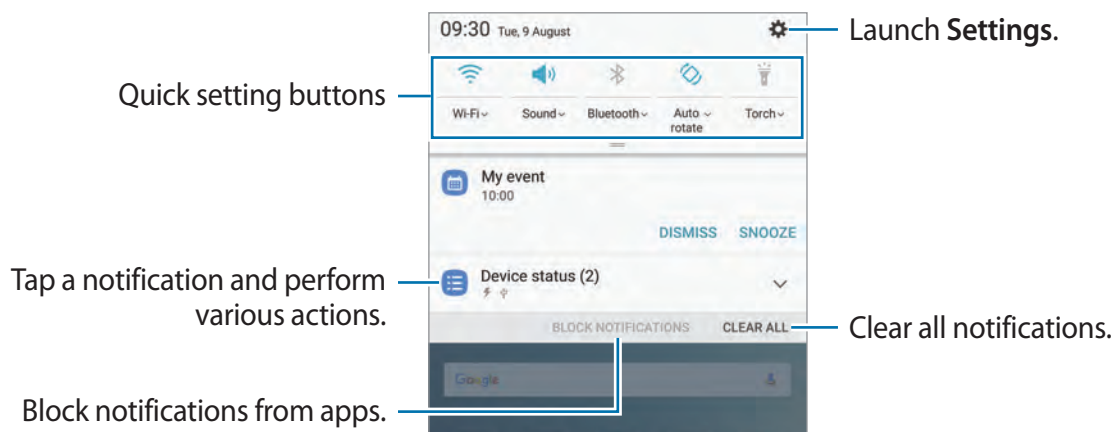 09:30 Tue, 9 August
Launch Settings.
Quick setting buttons
Wi-Fi Sound Bluetooth Auto rotate Torch
My event
10:00
DISMISS SNOOZE
Tap a notification and perform
various actions.
Device status (2)
BLOCK NOTIFICATIONS CLEAR ALL
Clear all notifications.
Google
Block notifications from apps.